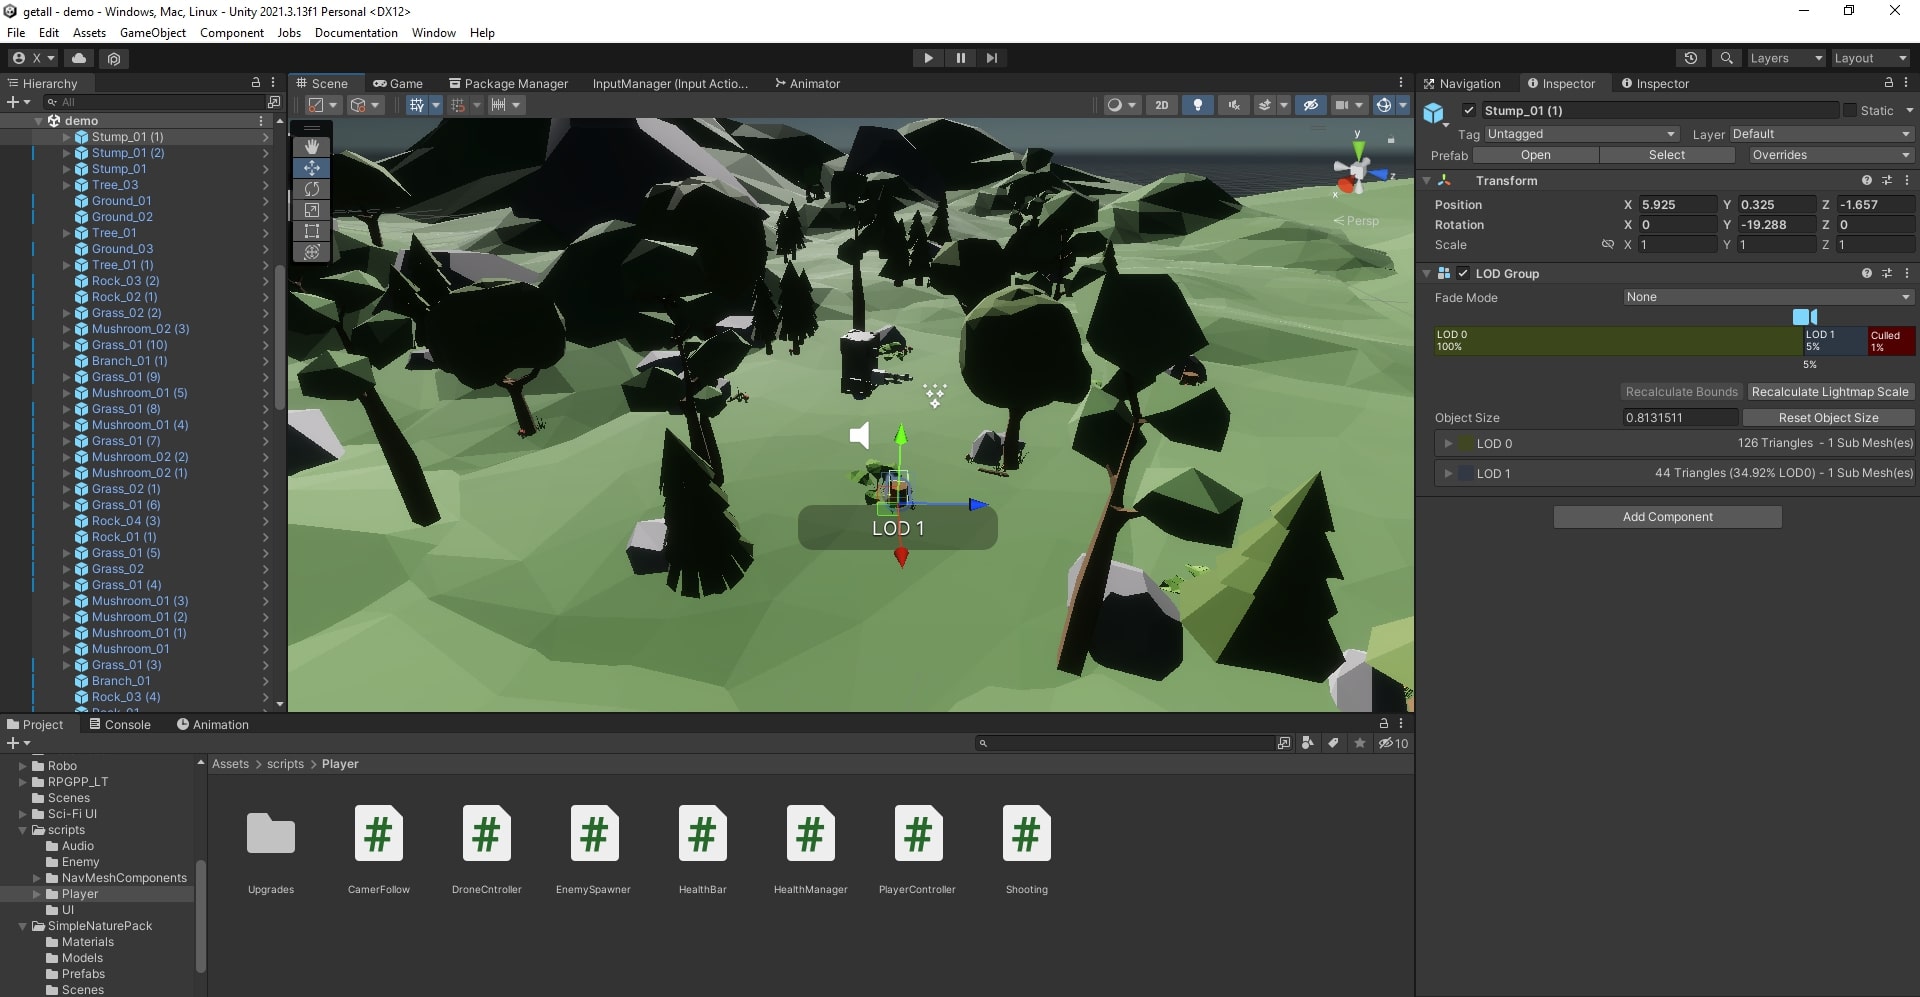 getall - demo - Windows, Mac, Linux - Unity 2021.3.13f1 Personal <DX12>
File Edit Assets GameObject Component Jobs Documentation Window Help
X
Layers
Layout
Hierarchy
All
demo
Stump_01 (1)
Stump_01 (2)
Stump_01
Tree_03
Ground_01
Ground_02
Tree_01
Ground_03
Tree_01 (1)
Rock_03 (2)
Rock_02 (1)
Grass_02 (2)
Mushroom_02 (3)
Grass_01 (10)
Branch_01 (1)
Grass_01 (9)
Mushroom_01 (5)
Grass_01 (8)
Mushroom_01 (4)
Grass_01 (7)
Mushroom_02 (2)
Mushroom_02 (1)
Grass_02 (1)
Grass_01 (6)
Rock_04 (3)
Rock_01 (1)
Grass_01 (5)
Grass_02
Grass_01 (4)
Mushroom_01 (3)
Mushroom_01 (2)
Mushroom_01 (1)
Mushroom_01
Grass_01 (3)
Branch_01
Rock_03 (4)
Scene
Game
Package Manager
InputManager (Input Actio...
Animator
2D
y
z
x
Persp
LOD 1
Navigation
Inspector
Inspector
Stump_01 (1)
Static
Tag Untagged
Layer Default
Prefab Open Select Overrides
Transform
Position X 5.925 Y 0.325 Z -1.657
Rotation X 0 Y -19.288 Z 0
Scale X 1 Y 1 Z 1
LOD Group
Fade Mode None
LOD 0
100%
LOD 1
5%
Culled
1%
5%
Recalculate Bounds
Recalculate Lightmap Scale
Object Size 0.8131511
Reset Object Size
LOD 0 126 Triangles - 1 Sub Mesh(es)
LOD 1 44 Triangles (34.92% LOD0) - 1 Sub Mesh(es)
Add Component
Project
Console
Animation
10
Robo
RPGPP_LT
Scenes
Sci-Fi UI
scripts
Audio
Enemy
NavMeshComponents
Player
UI
SimpleNaturePack
Materials
Models
Prefabs
Scenes
Assets > scripts > Player
Upgrades
CamerFollow
DroneCntroller
EnemySpawner
HealthBar
HealthManager
PlayerController
Shooting